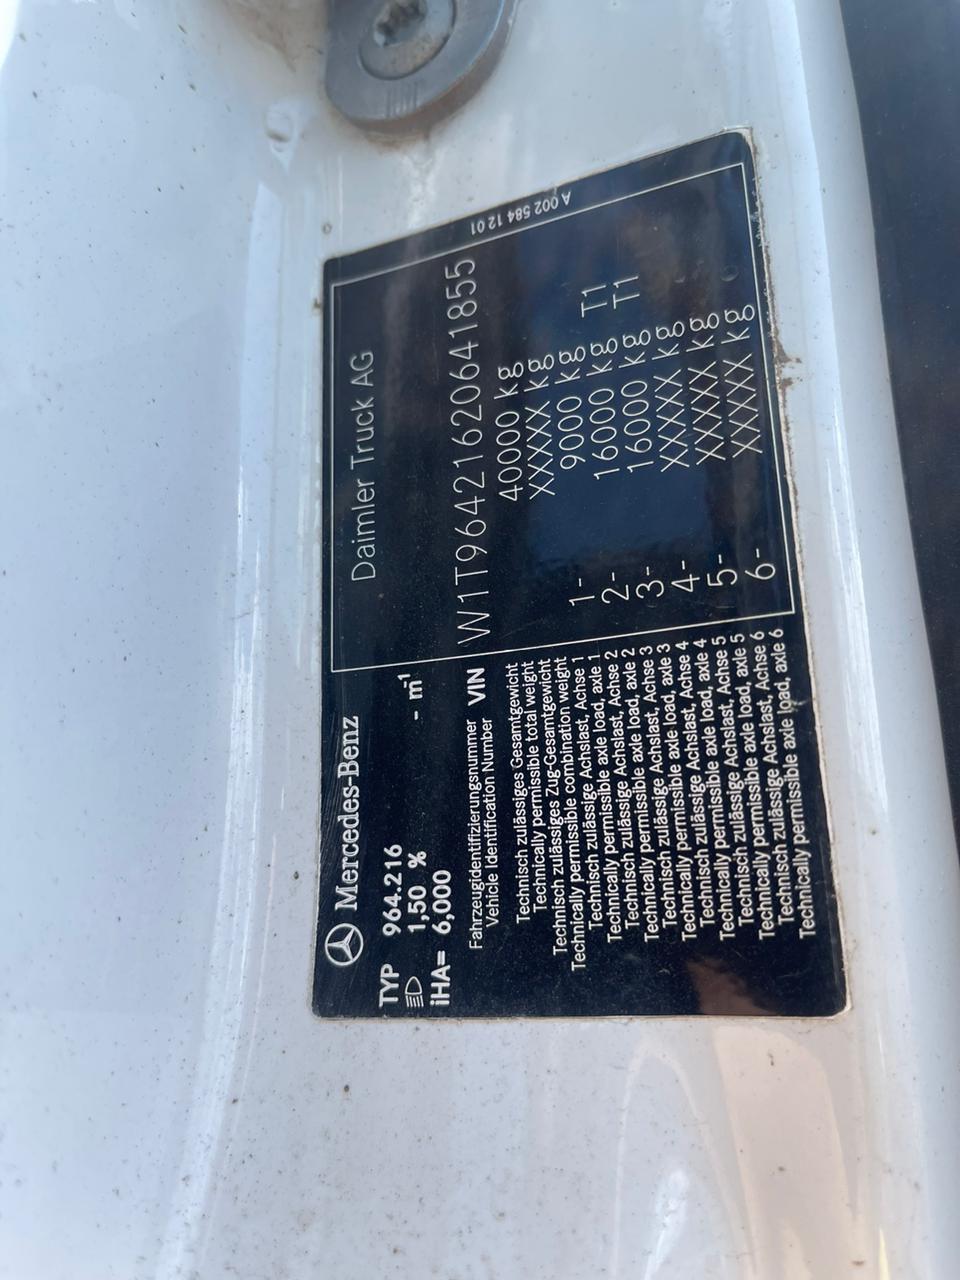 Mercedes-Benz
Daimler Truck AG
TYP 964.216
1,50 % - m⁻¹
iHA= 6,000
Fahrzeugidentifizierungsnummer
Vehicle Identification Number
VIN W1T96421620641855
Technisch zulässiges Gesamtgewicht
Technically permissible total weight
40000 kg
Technisch zulässiges Zug-Gesamtgewicht
Technically permissible combination weight
XXXXX kg
Technisch zulässige Achslast, Achse 1
Technically permissible axle load, axle 1
1- 9000 kg
Technisch zulässige Achslast, Achse 2
Technically permissible axle load, axle 2
2- 16000 kg T1
Technisch zulässige Achslast, Achse 3
Technically permissible axle load, axle 3
3- 16000 kg T1
Technisch zulässige Achslast, Achse 4
Technically permissible axle load, axle 4
4- XXXXX kg
Technisch zulässige Achslast, Achse 5
Technically permissible axle load, axle 5
5- XXXXX kg
Technisch zulässige Achslast, Achse 6
Technically permissible axle load, axle 6
6- XXXXX kg
A 002 584 12 01